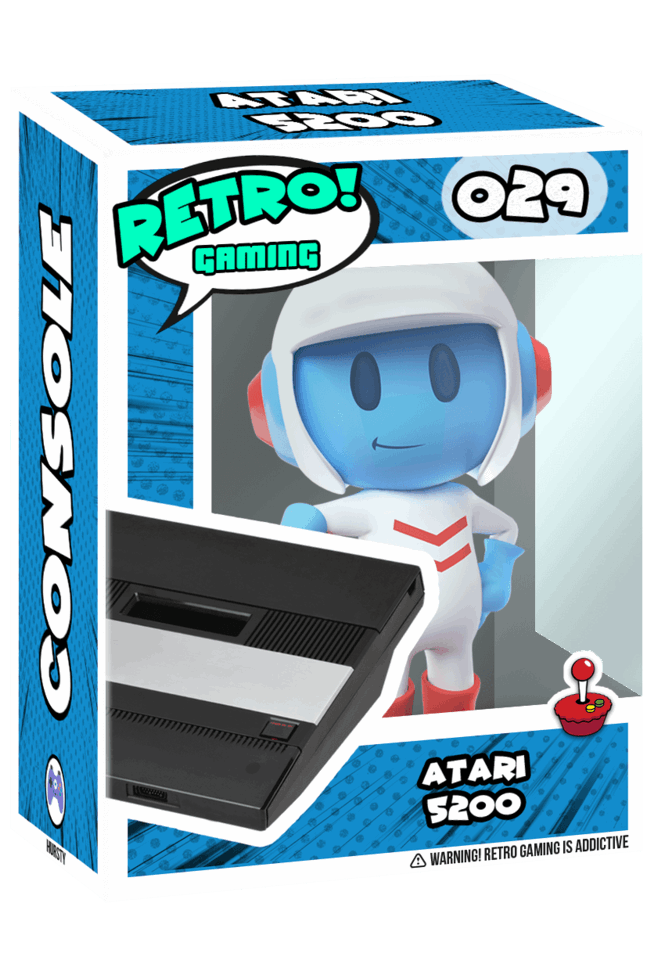 ATARI
5200
RETRO!
GAMING
029
CONSOLE
HURSTY
ATARI
5200
WARNING! RETRO GAMING IS ADDICTIVE